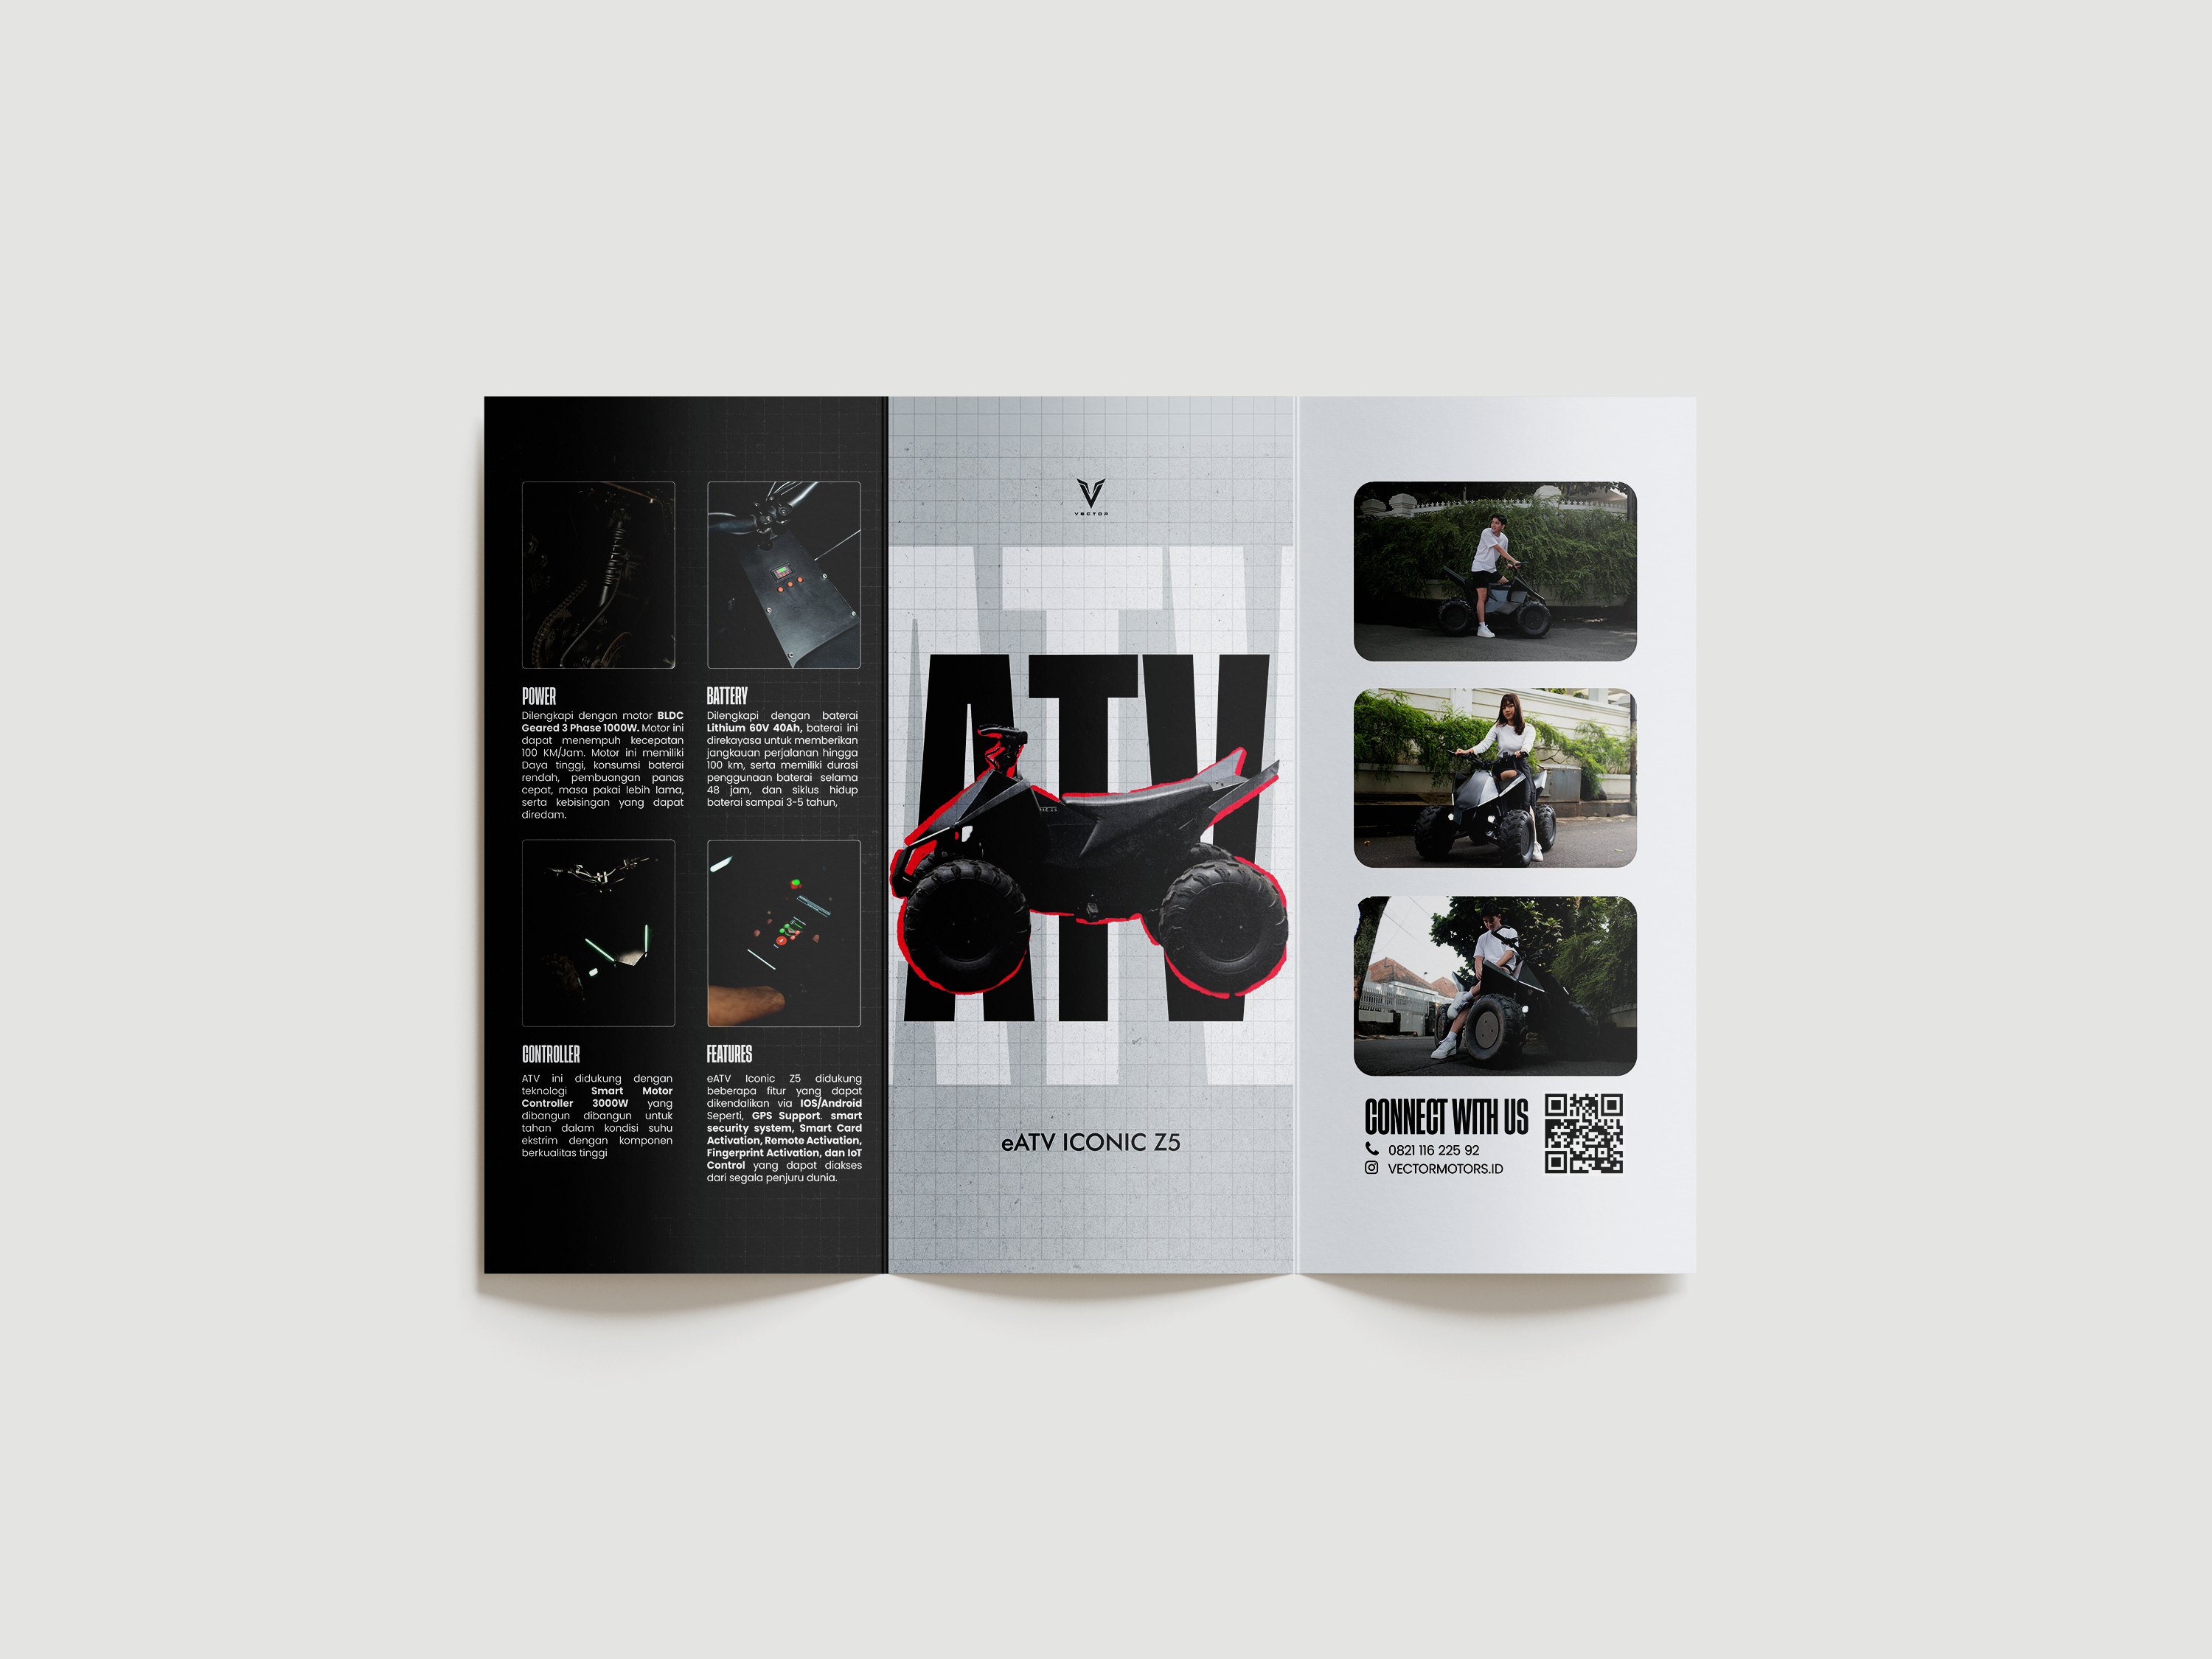 POWER
Dilengkapi dengan motor BLDC
Geared 3 Phase 1000W. Motor ini
dapat menempuh kecepatan
100 KM/Jam. Motor ini memiliki
Daya tinggi, konsumsi baterai
rendah, pembuangan panas
cepat, masa pakai lebih lama,
serta kebisingan yang dapat
diredam.
BATTERY
Dilengkapi dengan baterai
Lithium 60V 40Ah, baterai ini
direkayasa untuk memberikan
jangkauan perjalanan hingga
100 km, serta memiliki durasi
penggunaan baterai selama
48 jam, dan siklus hidup
baterai sampai 3-5 tahun,
CONTROLLER
ATV ini didukung dengan
teknologi Smart Motor
Controller 3000W yang
dibangun dibangun untuk
tahan dalam kondisi suhu
ekstrim dengan komponen
berkualitas tinggi
FEATURES
eATV Iconic Z5 didukung
beberapa fitur yang dapat
dikendalikan via IOS/Android
Seperti, GPS Support. smart
security system, Smart Card
Activation, Remote Activation,
Fingerprint Activation, dan IoT
Control yang dapat diakses
dari segala penjuru dunia.
VECTOR
ATV
ATV
eATV ICONIC Z5
CONNECT WITH US
0821 116 225 92
VECTORMOTORS.ID